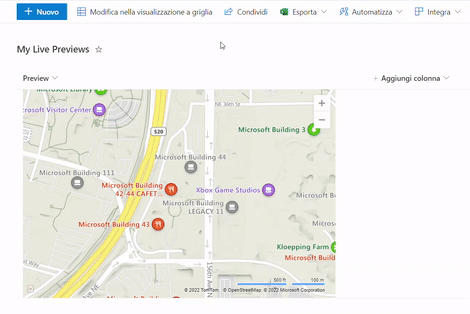 + Nuovo
Modifica nella visualizzazione a griglia
Condividi
Esporta
Automatizza
Integra
My Live Previews
Preview
+ Aggiungi colonna
Microsoft Library
crosoft Visitor Center
NE 36th St
520
Microsoft Building 3
Microsoft Building 44
Microsoft Building 111
Microsoft Building
42-44 CAFET...
Xbox Game Studios
Microsoft Building
LEGACY 11
Microsoft
Microsoft Building 43
156th Ave N
Kloepping Farm
Microsoft
Build
500 ft
100 m
Microsoft Building
© 2022 TomTom, © OpenStreetMap, © 2022 Microsoft Corporation